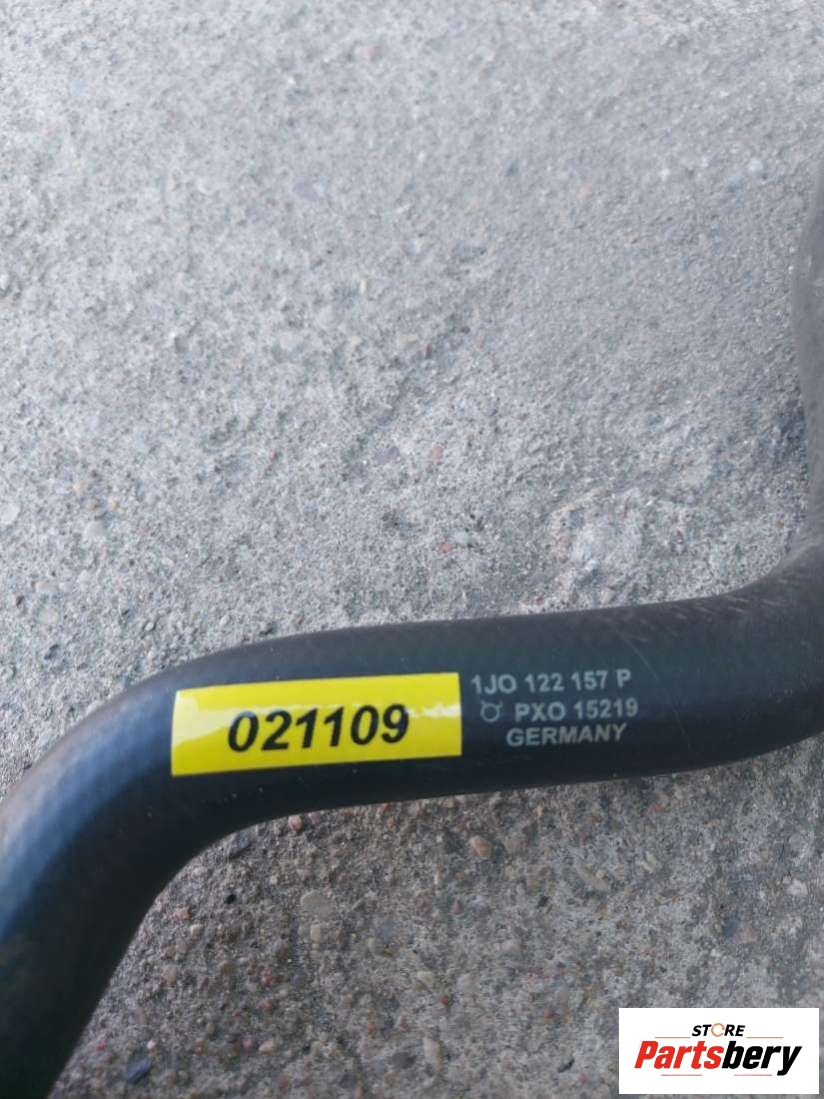 021109
1JO 122 157 P
PXO 15219
GERMANY
STORE
Partsbery